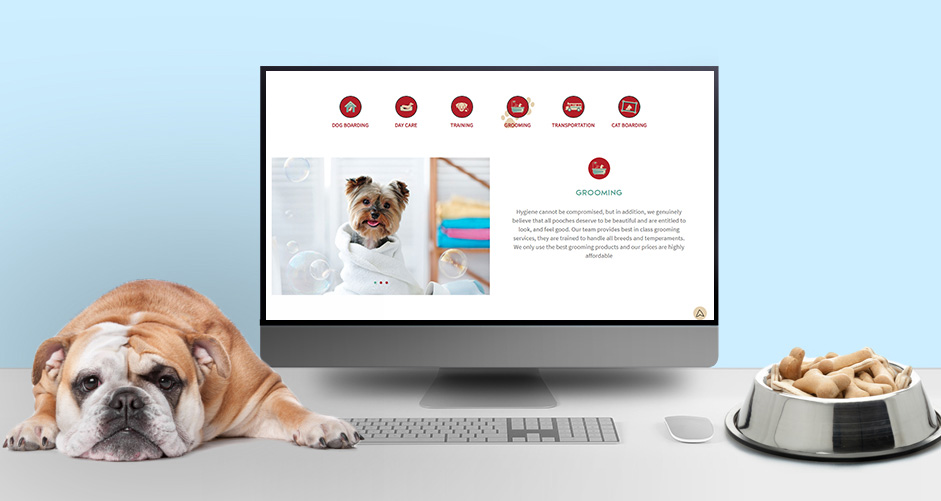 DOG BOARDING DAY CARE TRAINING GROOMING TRANSPORTATION CAT BOARDING
GROOMING
Hygiene cannot be compromised, but in addition, we genuinely
believe that all pooches deserve to be beautiful and are entitled to
look, and feel good. Our team provides best in class grooming
services, they are trained to handle all breeds and temperaments.
We only use the best grooming products and our prices are highly
affordable